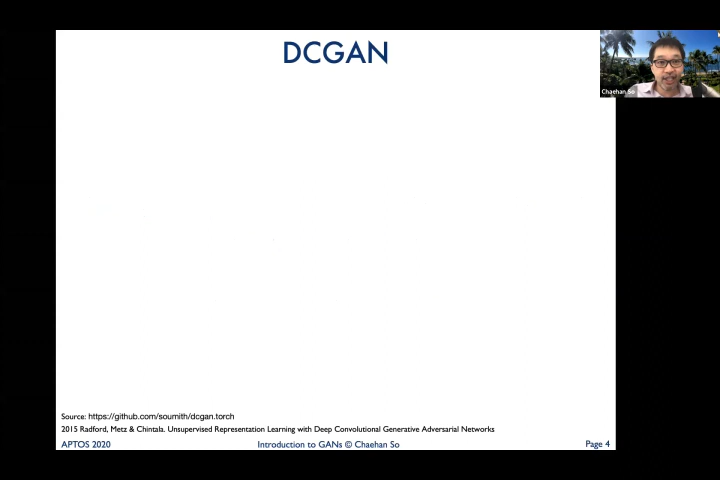 DCGAN
Chaehan So
Source: https://github.com/soumith/dcgan.torch
2015 Radford, Metz & Chintala. Unsupervised Representation Learning with Deep Convolutional Generative Adversarial Networks
APTOS 2020
Introduction to GANs © Chaehan So
Page 4